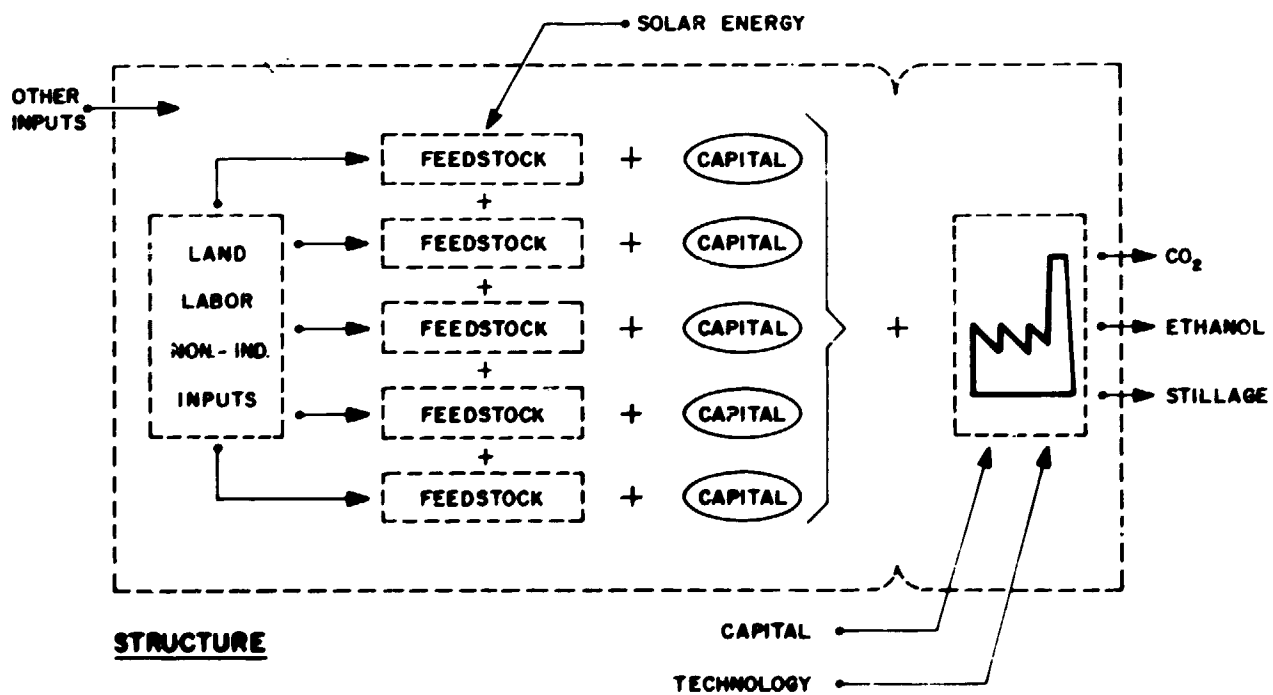 SOLAR ENERGY
OTHER
INPUTS
FEEDSTOCK + CAPITAL
+
LAND
FEEDSTOCK + CAPITAL
CO₂
LABOR
+
NON-IND.
FEEDSTOCK + CAPITAL + ETHANOL
+
INPUTS
FEEDSTOCK + CAPITAL
STILLAGE
+
FEEDSTOCK + CAPITAL
STRUCTURE
CAPITAL
TECHNOLOGY